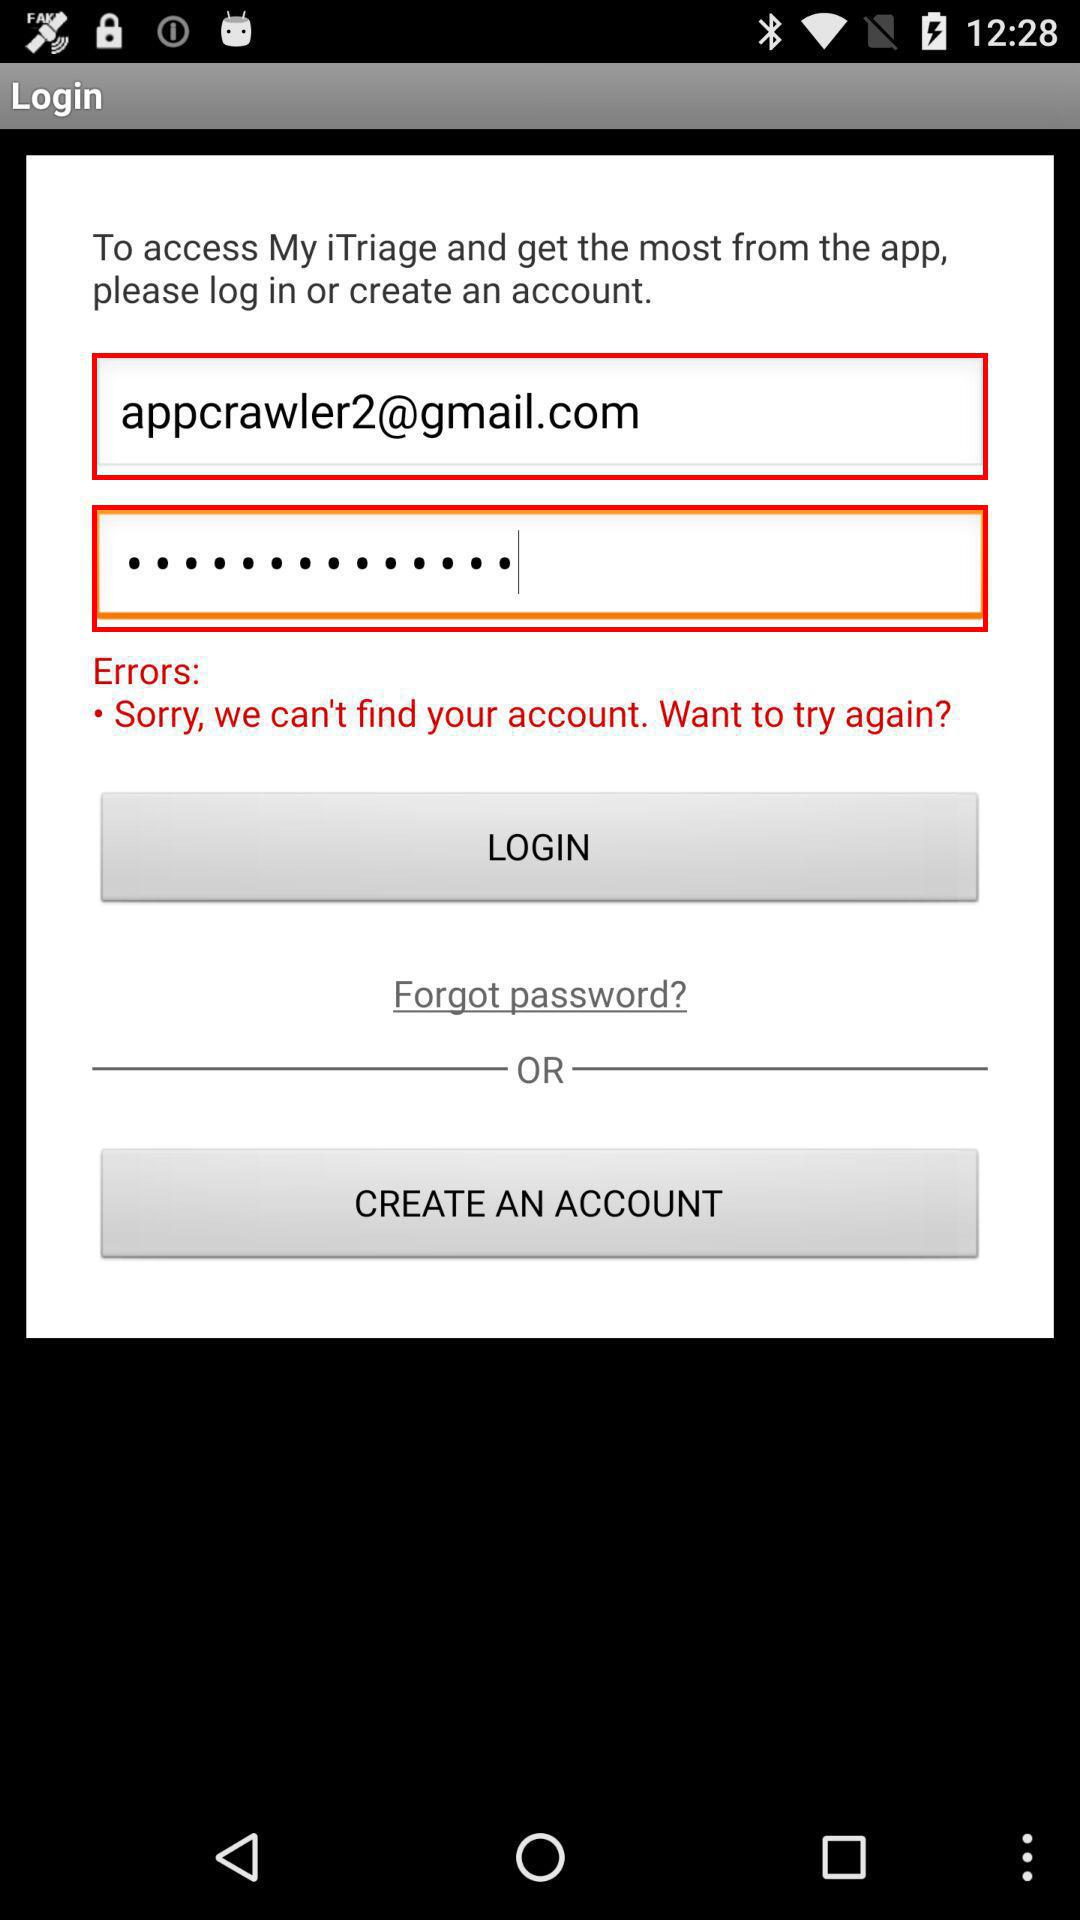 FAKE
12:28
Login
To access My iTriage and get the most from the app,
please log in or create an account.
appcrawler2@gmail.com
••••••••••••••
Errors:
• Sorry, we can't find your account. Want to try again?
LOGIN
Forgot password?
OR
CREATE AN ACCOUNT